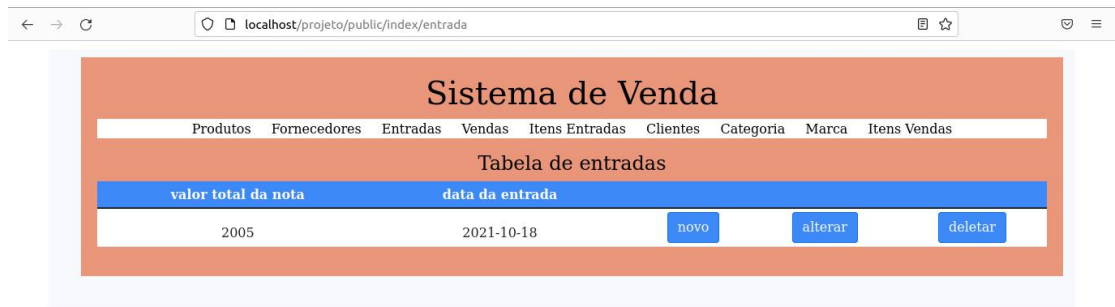 localhost/projeto/public/index/entrada
Sistema de Venda
Produtos Fornecedores Entradas Vendas Itens Entradas Clientes Categoria Marca Itens Vendas
Tabela de entradas
valor total da nota data da entrada
2005 2021-10-18 novo alterar deletar